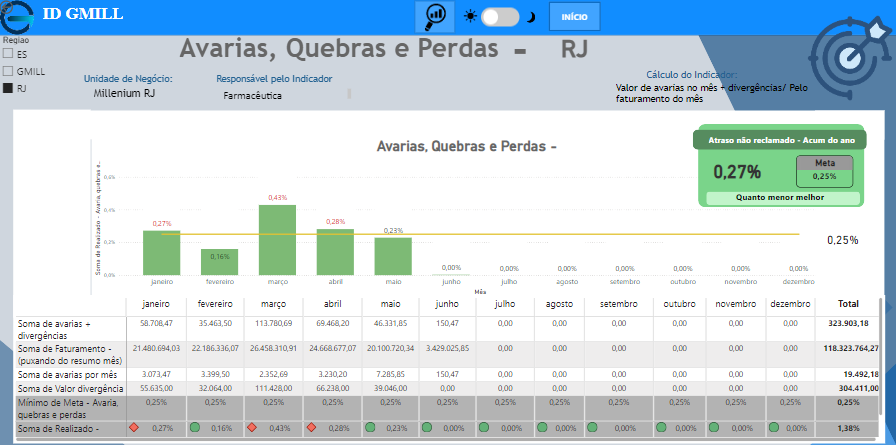 ID GMILL
INÍCIO
Regiao
ES
GMILL
RJ
Avarias, Quebras e Perdas - RJ
Unidade de Negócio:
Millenium RJ
Responsável pelo Indicador
Farmacêutica
Cálculo do Indicador:
Valor de avarias no mês + divergências/ Pelo
faturamento do mês
Avarias, Quebras e Perdas -
Atraso não reclamado - Acum do ano
0,27%
Meta
0,25%
Quanto menor melhor
Soma de Realizado - Avaria, quebras e...
0,6%
0,4%
0,2%
0,0%
0,27% 0,16% 0,43% 0,28% 0,23% 0,00% 0,00% 0,00% 0,00% 0,00% 0,00% 0,00%
0,25%
janeiro fevereiro março abril maio junho julho agosto setembro outubro novembro dezembro
Mês
janeiro fevereiro março abril maio junho julho agosto setembro outubro novembro dezembro Total
Soma de avarias + divergências 58.708,47 35.463,50 113.780,69 69.468,20 46.331,85 150,47 0,00 0,00 0,00 0,00 0,00 0,00 323.903,18
Soma de Faturamento - (puxando do resumo mês) 21.480.694,03 22.186.336,07 26.458.310,91 24.668.677,07 20.100.720,34 3.429.025,85 0,00 0,00 0,00 0,00 0,00 0,00 118.323.764,27
Soma de avarias por mês 3.073,47 3.399,50 2.352,69 3.230,20 7.285,85 150,47 0,00 0,00 0,00 0,00 0,00 0,00 19.492,18
Soma de Valor divergência 55.635,00 32.064,00 111.428,00 66.238,00 39.046,00 0,00 0,00 0,00 0,00 0,00 0,00 0,00 304.411,00
Mínimo de Meta - Avaria, quebras e perdas 0,25% 0,25% 0,25% 0,25% 0,25% 0,25% 0,25% 0,25% 0,25% 0,25% 0,25% 0,25% 0,25%
Soma de Realizado - 0,27% 0,16% 0,43% 0,28% 0,23% 0,00% 0,00% 0,00% 0,00% 0,00% 0,00% 0,00% 1,38%